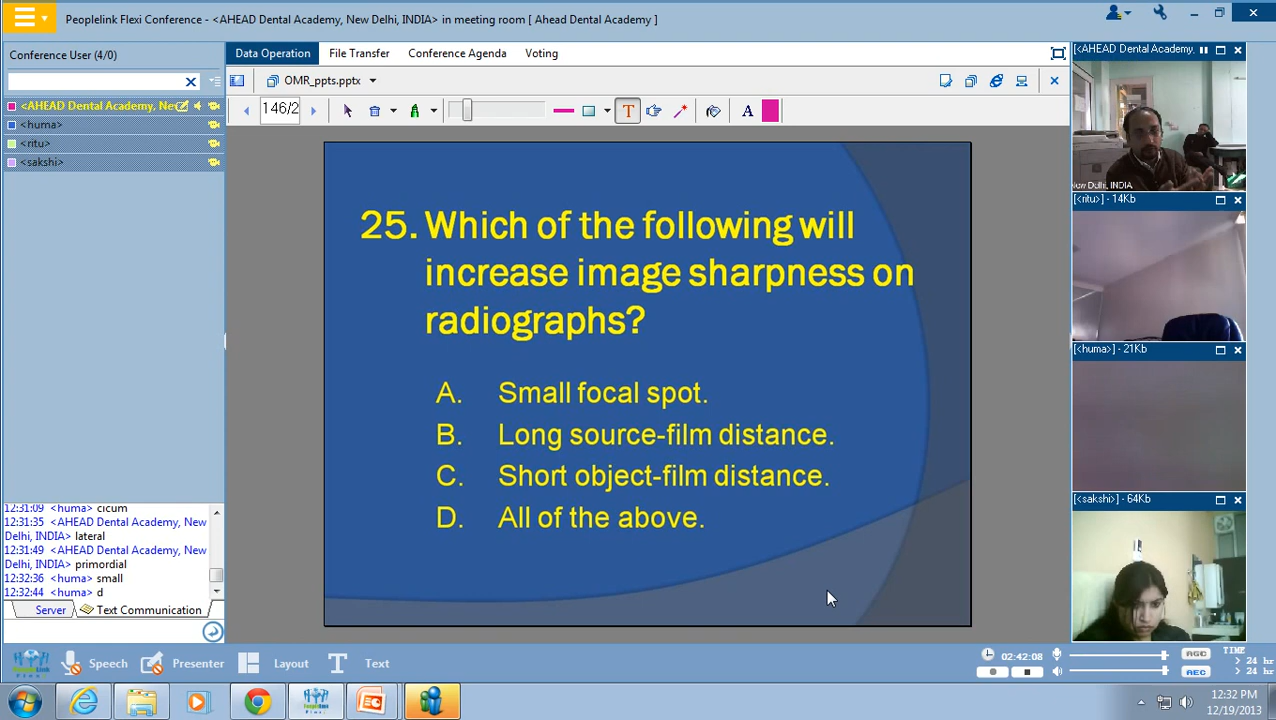 Peoplelink Flexi Conference - <AHEAD Dental Academy, New Delhi, INDIA> in meeting room [ Ahead Dental Academy ]
Conference User (4/0)
Data Operation File Transfer Conference Agenda Voting
OMR_ppts.pptx
<AHEAD Dental Academy, Nev
<huma>
<ritu>
<sakshi>
146/2
T
A
25. Which of the following will
increase image sharpness on
radiographs?
A. Small focal spot.
B. Long source-film distance.
C. Short object-film distance.
D. All of the above.
[<AHEAD Dental Academy,
New Delhi, INDIA
[<ritu>] - 14Kb
[<huma>] - 21Kb
[<sakshi>] - 64Kb
12:31:09 <huma> cicum
12:31:35 <AHEAD Dental Academy, New
Delhi, INDIA> lateral
12:31:49 <AHEAD Dental Academy, New
Delhi, INDIA> primordial
12:32:36 <huma> small
12:32:44 <huma> d
Server Text Communication
Speech Presenter Layout Text
02:42:08
AGC
AEC
TIME
> 24 hr
> 24 hr
12:32 PM
12/19/2013